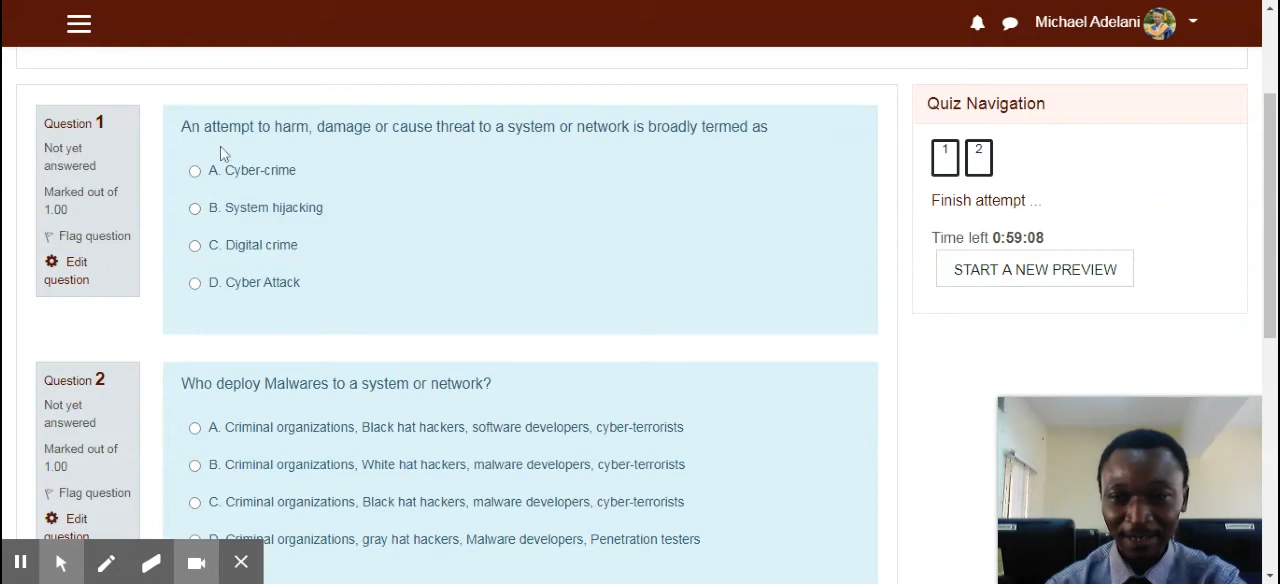 Michael Adelani
Question 1
Not yet
answered
Marked out of
1.00
Flag question
Edit
question
An attempt to harm, damage or cause threat to a system or network is broadly termed as
A. Cyber-crime
B. System hijacking
C. Digital crime
D. Cyber Attack
Question 2
Not yet
answered
Marked out of
1.00
Flag question
Edit
question
Who deploy Malwares to a system or network?
A. Criminal organizations, Black hat hackers, software developers, cyber-terrorists
B. Criminal organizations, White hat hackers, malware developers, cyber-terrorists
C. Criminal organizations, Black hat hackers, malware developers, cyber-terrorists
D. Criminal organizations, gray hat hackers, Malware developers, Penetration testers
Quiz Navigation
1 2
Finish attempt ...
Time left 0:59:08
START A NEW PREVIEW